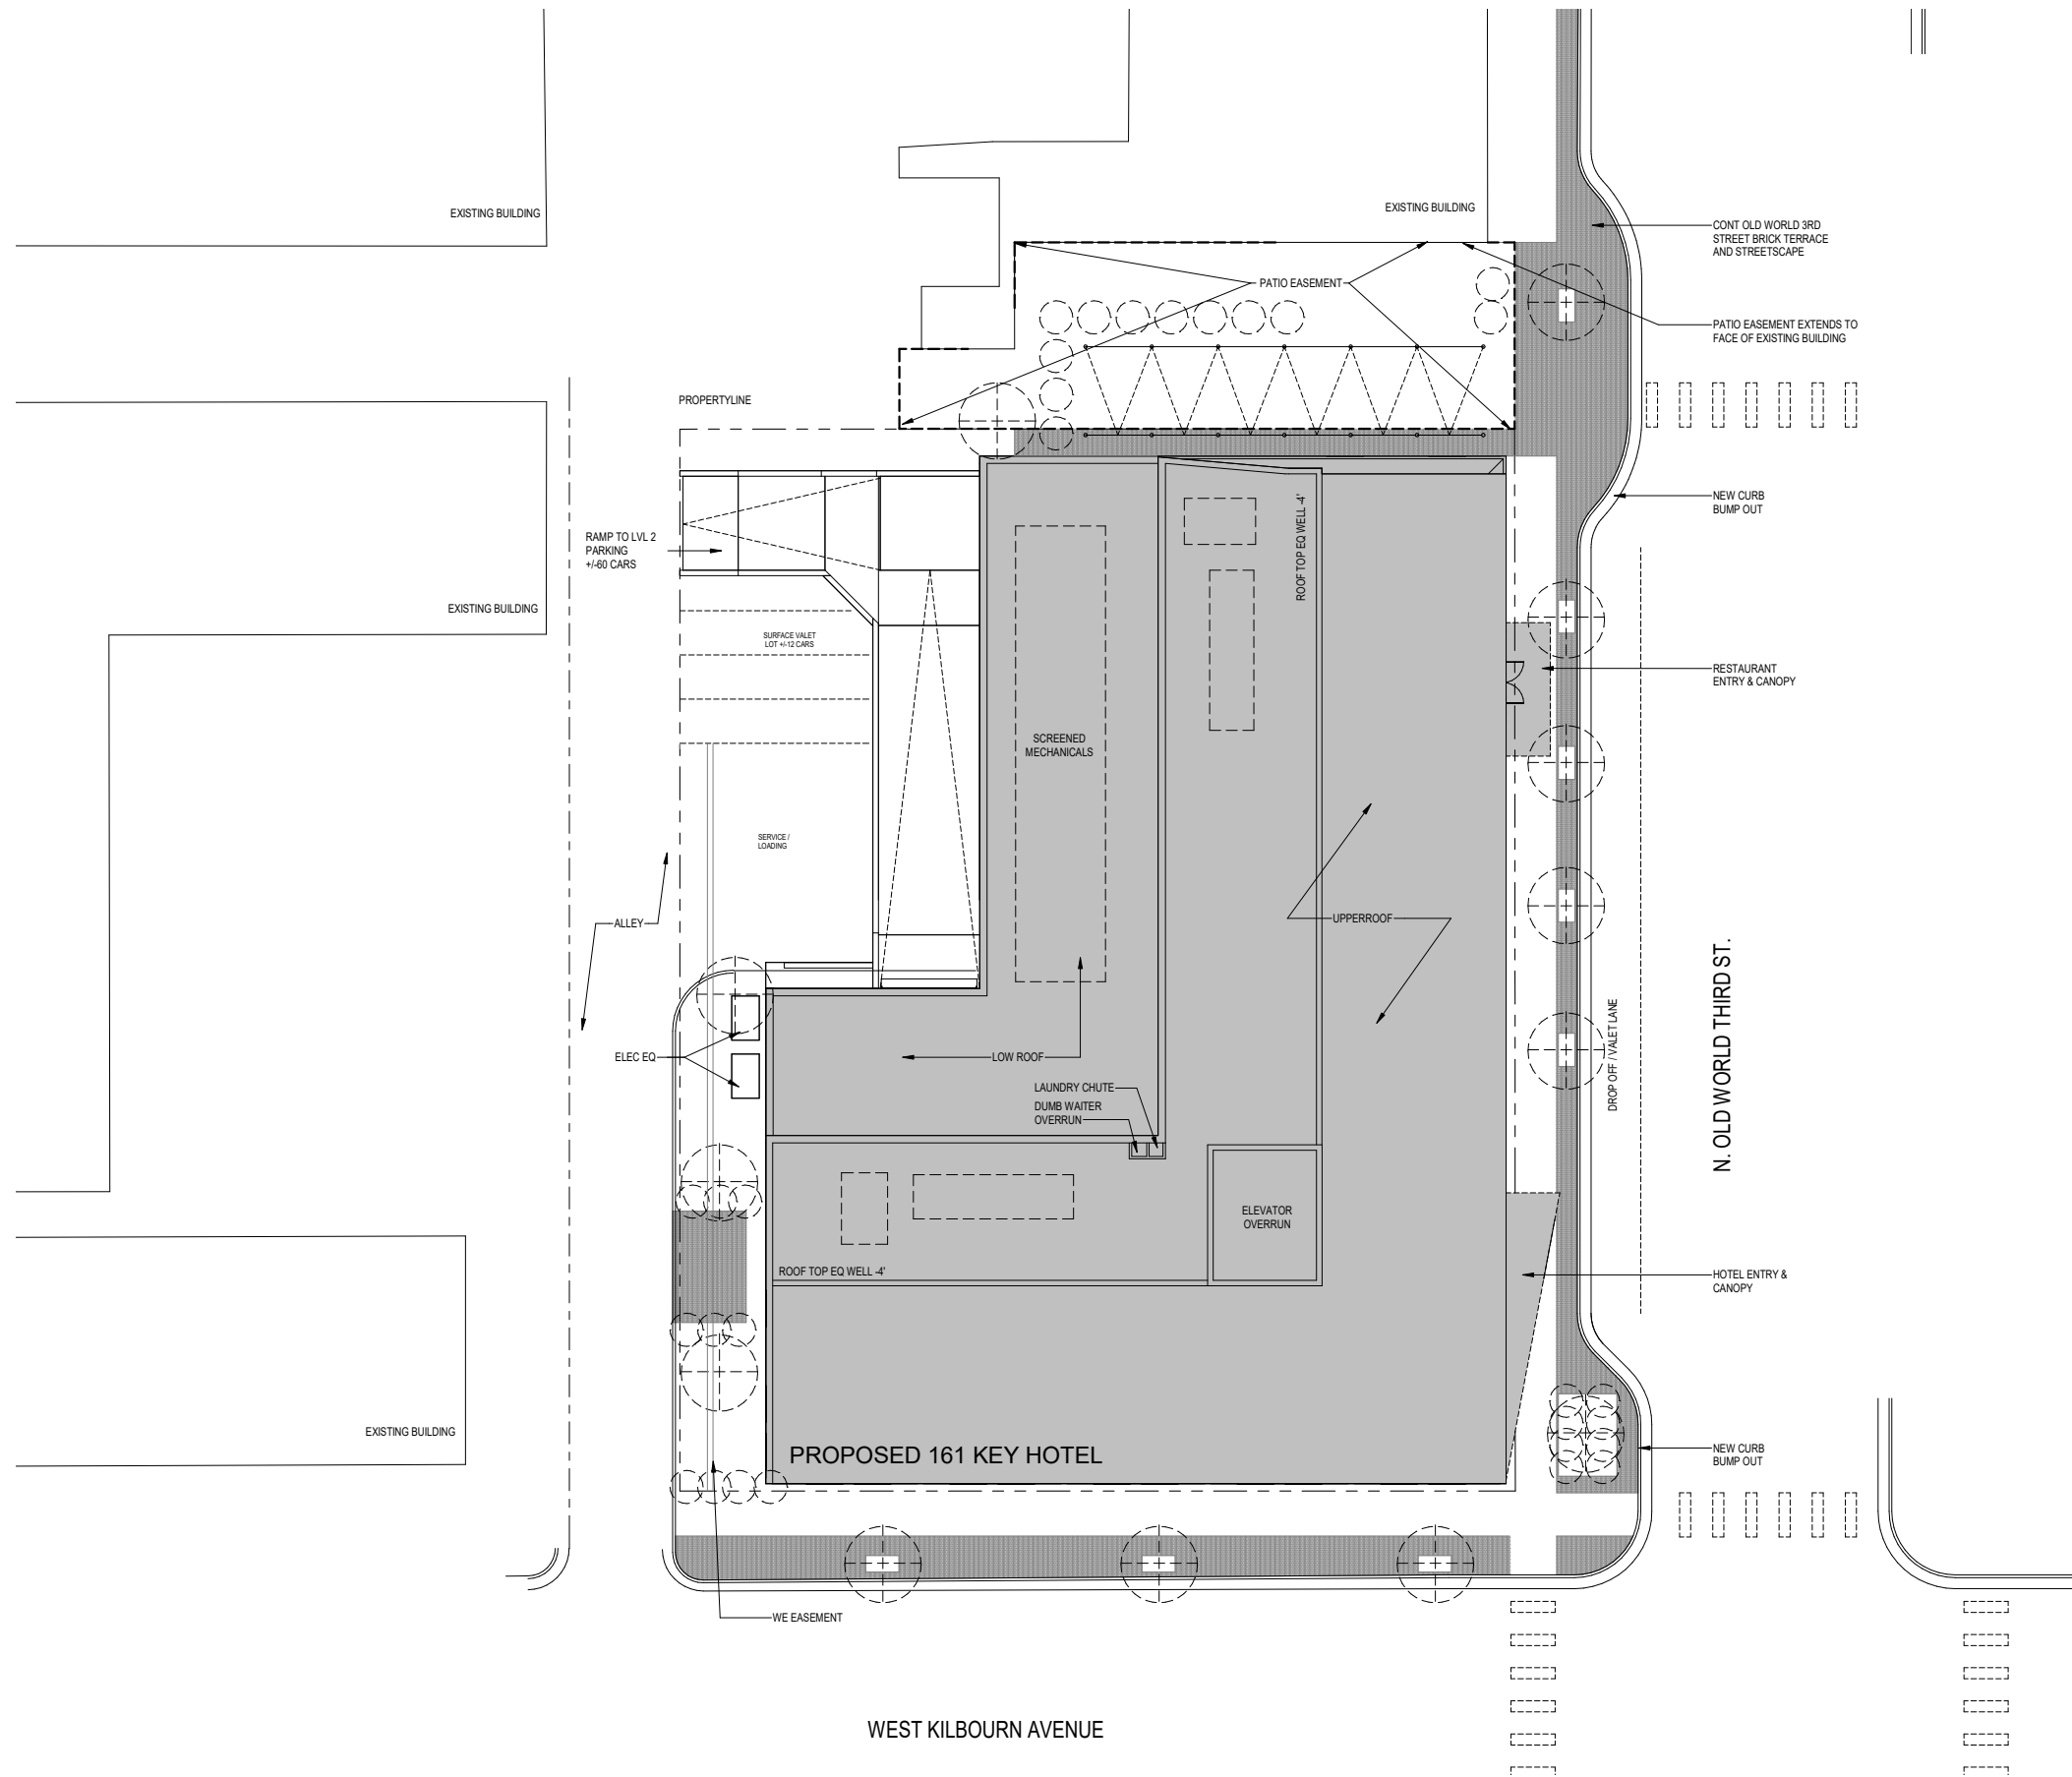 EXISTING BUILDING
EXISTING BUILDING
CONT OLD WORLD 3RD
STREET BRICK TERRACE
AND STREETSCAPE
PATIO EASEMENT
PATIO EASEMENT EXTENDS TO
FACE OF EXISTING BUILDING
PROPERTYLINE
NEW CURB
BUMP OUT
ROOF TOP EQ WELL -4'
RAMP TO LVL 2
PARKING
+/-60 CARS
EXISTING BUILDING
SURFACE VALET
LOT +/-12 CARS
RESTAURANT
ENTRY & CANOPY
SCREENED
MECHANICALS
SERVICE /
LOADING
ALLEY
UPPERROOF
N. OLD WORLD THIRD ST.
DROP OFF / VALET LANE
ELEC EQ
LOW ROOF
LAUNDRY CHUTE
DUMB WAITER
OVERRUN
ELEVATOR
OVERRUN
ROOF TOP EQ WELL -4'
HOTEL ENTRY &
CANOPY
EXISTING BUILDING
PROPOSED 161 KEY HOTEL
NEW CURB
BUMP OUT
WE EASEMENT
WEST KILBOURN AVENUE